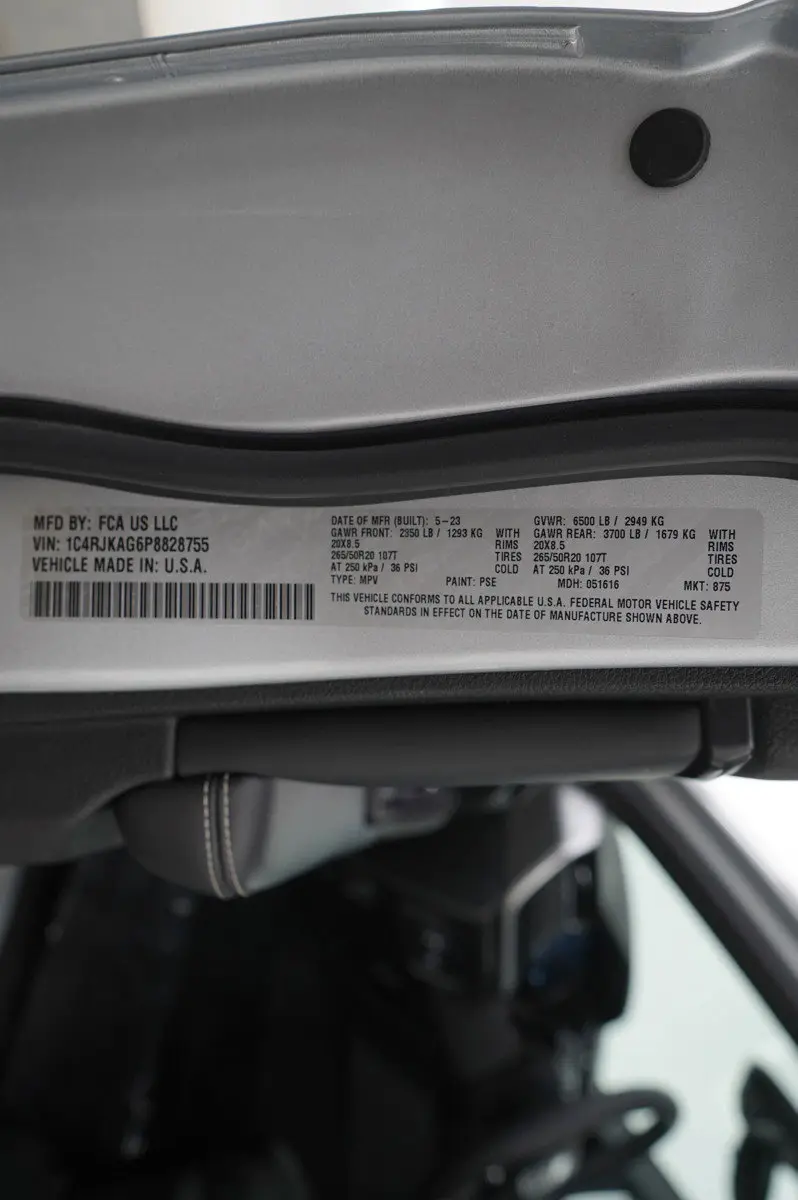 MFD BY: FCA US LLC
VIN: 1C4RJKAG6P8828755
VEHICLE MADE IN: U.S.A.
DATE OF MFR (BUILT): 5-23
GAWR FRONT: 2350 LB / 1293 KG WITH
20X8.5 RIMS
265/50R20 107T TIRES
AT 250 kPa / 36 PSI COLD
TYPE: MPV PAINT: PSE
GVWR: 6500 LB / 2949 KG
GAWR REAR: 3700 LB / 1679 KG WITH
20X8.5 RIMS
265/50R20 107T TIRES
AT 250 kPa / 36 PSI COLD
MDH: 051616 MKT: 875
THIS VEHICLE CONFORMS TO ALL APPLICABLE U.S.A. FEDERAL MOTOR VEHICLE SAFETY
STANDARDS IN EFFECT ON THE DATE OF MANUFACTURE SHOWN ABOVE.